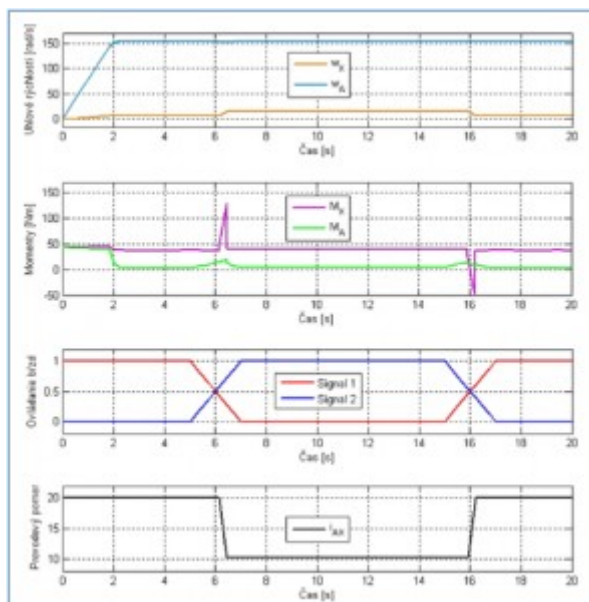 Uhlové rýchlosti [rad/s]
150
100
50
0
w_X
w_A
0 2 4 6 8 10 12 14 16 18 20
Čas [s]
Momenty [Nm]
150
100
50
0
-50
M_X
M_A
0 2 4 6 8 10 12 14 16 18 20
Čas [s]
Ovládanie bŕzd
1
0.5
0
Signal 1
Signal 2
0 2 4 6 8 10 12 14 16 18 20
Čas [s]
Prevodový pomer
20
15
10
i_AX
0 2 4 6 8 10 12 14 16 18 20
Čas [s]